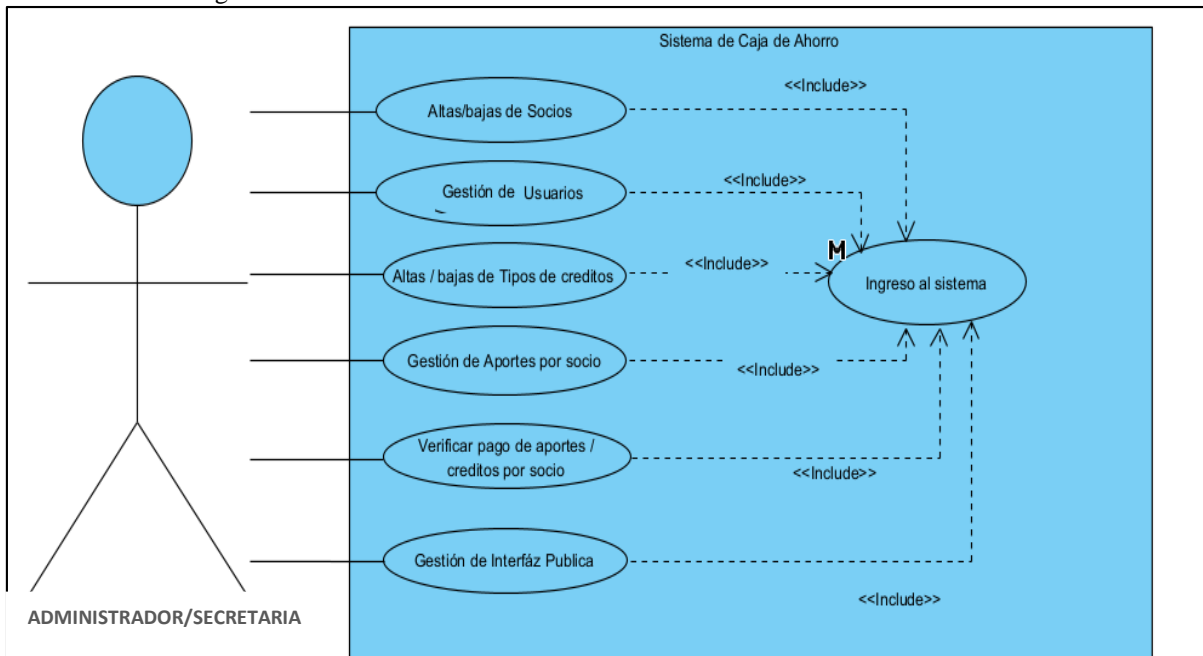 Sistema de Caja de Ahorro
<<Include>>
Altas/bajas de Socios
<<Include>>
Gestión de Usuarios
M
<<Include>>
Altas / bajas de Tipos de creditos
Ingreso al sistema
Gestión de Aportes por socio
<<Include>>
Verificar pago de aportes /
creditos por socio
<<Include>>
Gestión de Interfáz Publica
<<Include>>
ADMINISTRADOR/SECRETARIA